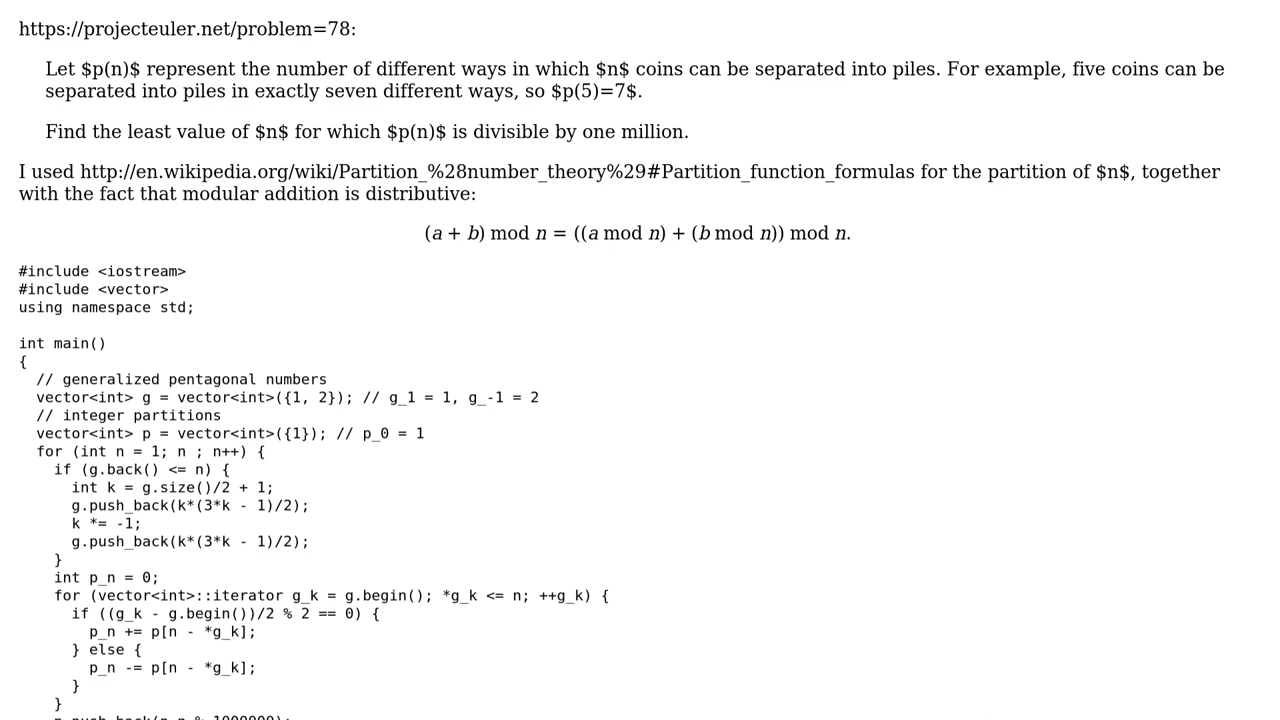 https://projecteuler.net/problem=78:
Let $p(n)$ represent the number of different ways in which $n$ coins can be separated into piles. For example, five coins can be
separated into piles in exactly seven different ways, so $p(5)=7$.
Find the least value of $n$ for which $p(n)$ is divisible by one million.
I used http://en.wikipedia.org/wiki/Partition_%28number_theory%29#Partition_function_formulas for the partition of $n$, together
with the fact that modular addition is distributive:
(a + b) mod n = ((a mod n) + (b mod n)) mod n.
#include <iostream>
#include <vector>
using namespace std;
int main()
{
  // generalized pentagonal numbers
  vector<int> g = vector<int>({1, 2}); // g_1 = 1, g_-1 = 2
  // integer partitions
  vector<int> p = vector<int>({1}); // p_0 = 1
  for (int n = 1; n ; n++) {
    if (g.back() <= n) {
      int k = g.size()/2 + 1;
      g.push_back(k*(3*k - 1)/2);
      k *= -1;
      g.push_back(k*(3*k - 1)/2);
    }
    int p_n = 0;
    for (vector<int>::iterator g_k = g.begin(); *g_k <= n; ++g_k) {
      if ((g_k - g.begin())/2 % 2 == 0) {
        p_n += p[n - *g_k];
      } else {
        p_n -= p[n - *g_k];
      }
    }
    p.push_back(p_n % 1000000);